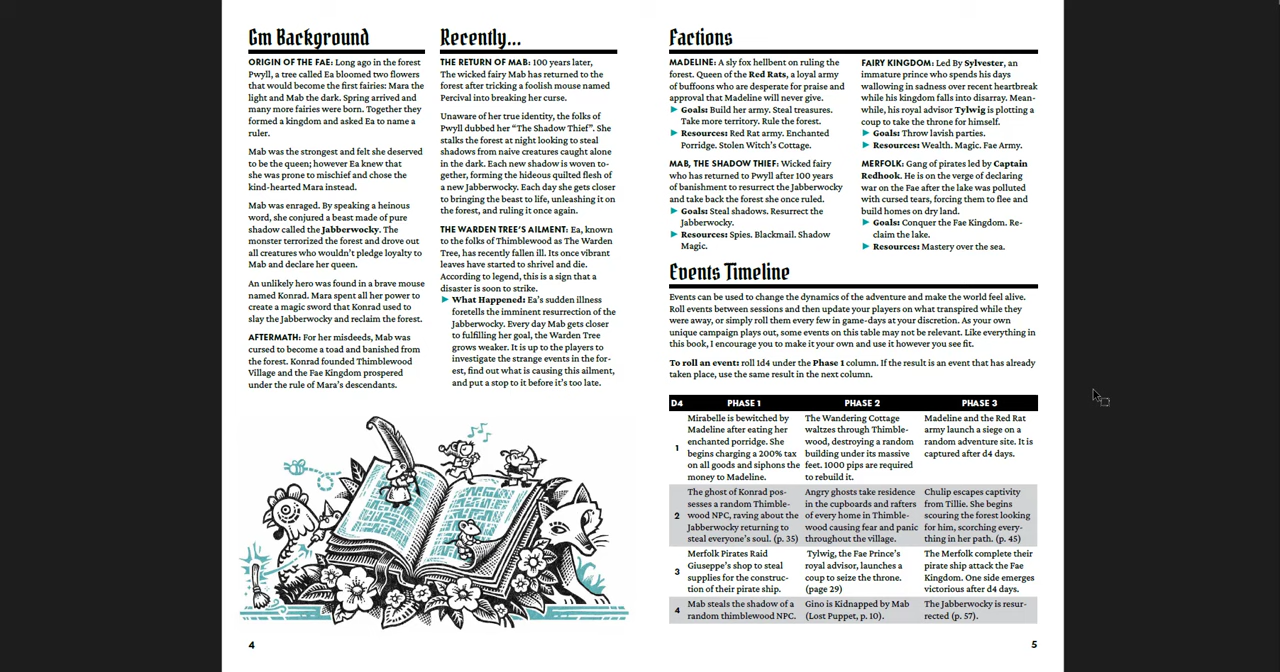 Gm Background
ORIGIN OF THE FAE: Long ago in the forest
Pwyll, a tree called Ea bloomed two flowers
that would become the first fairies: Mara the
light and Mab the dark. Spring arrived and
many more fairies were born. Together they
formed a kingdom and asked Ea to name a
ruler.
Mab was the strongest and felt she deserved
to be the queen; however Ea knew that
she was prone to mischief and chose the
kind-hearted Mara instead.
Mab was enraged. By speaking a heinous
word, she conjured a beast made of pure
shadow called the Jabberwocky. The
monster terrorized the forest and drove out
all creatures who wouldn't pledge loyalty to
Mab and declare her queen.
An unlikely hero was found in a brave mouse
named Konrad. Mara spent all her power to
create a magic sword that Konrad used to
slay the Jabberwocky and reclaim the forest.
AFTERMATH: For her misdeeds, Mab was
cursed to become a toad and banished from
the forest. Konrad founded Thimblewood
Village and the Fae Kingdom prospered
under the rule of Mara's descendants.
Recently...
THE RETURN OF MAB: 100 years later,
The wicked fairy Mab has returned to the
forest after tricking a foolish mouse named
Percival into breaking her curse.
Unaware of her true identity, the folks of
Pwyll dubbed her "The Shadow Thief". She
stalks the forest at night looking to steal
shadows from naive creatures caught alone
in the dark. Each new shadow is woven to-
gether, forming the hideous quilted flesh of
a new Jabberwocky. Each day she gets closer
to bringing the beast to life, unleashing it on
the forest, and ruling it once again.
THE WARDEN TREE'S AILMENT: Ea, known
to the folks of Thimblewood as The Warden
Tree, has recently fallen ill. Its once vibrant
leaves have started to shrivel and die.
According to legend, this is a sign that a
disaster is soon to strike.
▶ What Happened: Ea's sudden illness
foretells the imminent resurrection of the
Jabberwocky. Every day Mab gets closer
to fulfilling her goal, the Warden Tree
grows weaker. It is up to the players to
investigate the strange events in the for-
est, find out what is causing this ailment,
and put a stop to it before it's too late.
4
Factions
MADELINE: A sly fox hellbent on ruling the
forest. Queen of the Red Rats, a loyal army
of buffoons who are desperate for praise and
approval that Madeline will never give.
▶ Goals: Build her army. Steal treasures.
Take more territory. Rule the forest.
▶ Resources: Red Rat army. Enchanted
Porridge. Stolen Witch's Cottage.
MAB, THE SHADOW THIEF: Wicked fairy
who has returned to Pwyll after 100 years
of banishment to resurrect the Jabberwocky
and take back the forest she once ruled.
▶ Goals: Steal shadows. Resurrect the
Jabberwocky.
▶ Resources: Spies. Blackmail. Shadow
Magic.
FAIRY KINGDOM: Led By Sylvester, an
immature prince who spends his days
wallowing in sadness over recent heartbreak
while his kingdom falls into disarray. Mean-
while, his royal advisor Tylwig is plotting a
coup to take the throne for himself.
▶ Goals: Throw lavish parties.
▶ Resources: Wealth. Magic. Fae Army.
MERFOLK: Gang of pirates led by Captain
Redhook. He is on the verge of declaring
war on the Fae after the lake was polluted
with cursed tears, forcing them to flee and
build homes on dry land.
▶ Goals: Conquer the Fae Kingdom. Re-
claim the lake.
▶ Resources: Mastery over the sea.
Events Timeline
Events can be used to change the dynamics of the adventure and make the world feel alive.
Roll events between sessions and then update your players on what transpired while they
were away, or simply roll them every few in game-days at your discretion. As your own
unique campaign plays out, some events on this table may not be relevant. Like everything in
this book, I encourage you to make it your own and use it however you see fit.
To roll an event: roll 1d4 under the Phase 1 column. If the result is an event that has already
taken place, use the same result in the next column.
D4 PHASE 1 PHASE 2 PHASE 3
1
Mirabelle is bewitched by
Madeline after eating her
enchanted porridge. She
begins charging a 200% tax
on all goods and siphons the
money to Madeline.
The Wandering Cottage
waltzes through Thimble-
wood, destroying a random
building under its massive
feet. 1000 pips are required
to rebuild it.
Madeline and the Red Rat
army launch a siege on a
random adventure site. It is
captured after d4 days.
2
The ghost of Konrad pos-
sesses a random Thimble-
wood NPC, raving about the
Jabberwocky returning to
steal everyone's soul. (p. 35)
Angry ghosts take residence
in the cupboards and rafters
of every home in Thimble-
wood causing fear and panic
throughout the village.
Chulip escapes captivity
from Tillie. She begins
scouring the forest looking
for him, scorching every-
thing in her path. (p. 45)
3
Merfolk Pirates Raid
Giuseppe's shop to steal
supplies for the construc-
tion of their pirate ship.
Tylwig, the Fae Prince's
royal advisor, launches a
coup to seize the throne.
(page 29)
The Merfolk complete their
pirate ship attack the Fae
Kingdom. One side emerges
victorious after d4 days.
4
Mab steals the shadow of a
random thimblewood NPC.
Gino is Kidnapped by Mab
(Lost Puppet, p. 10).
The Jabberwocky is resur-
rected (p. 57).
5